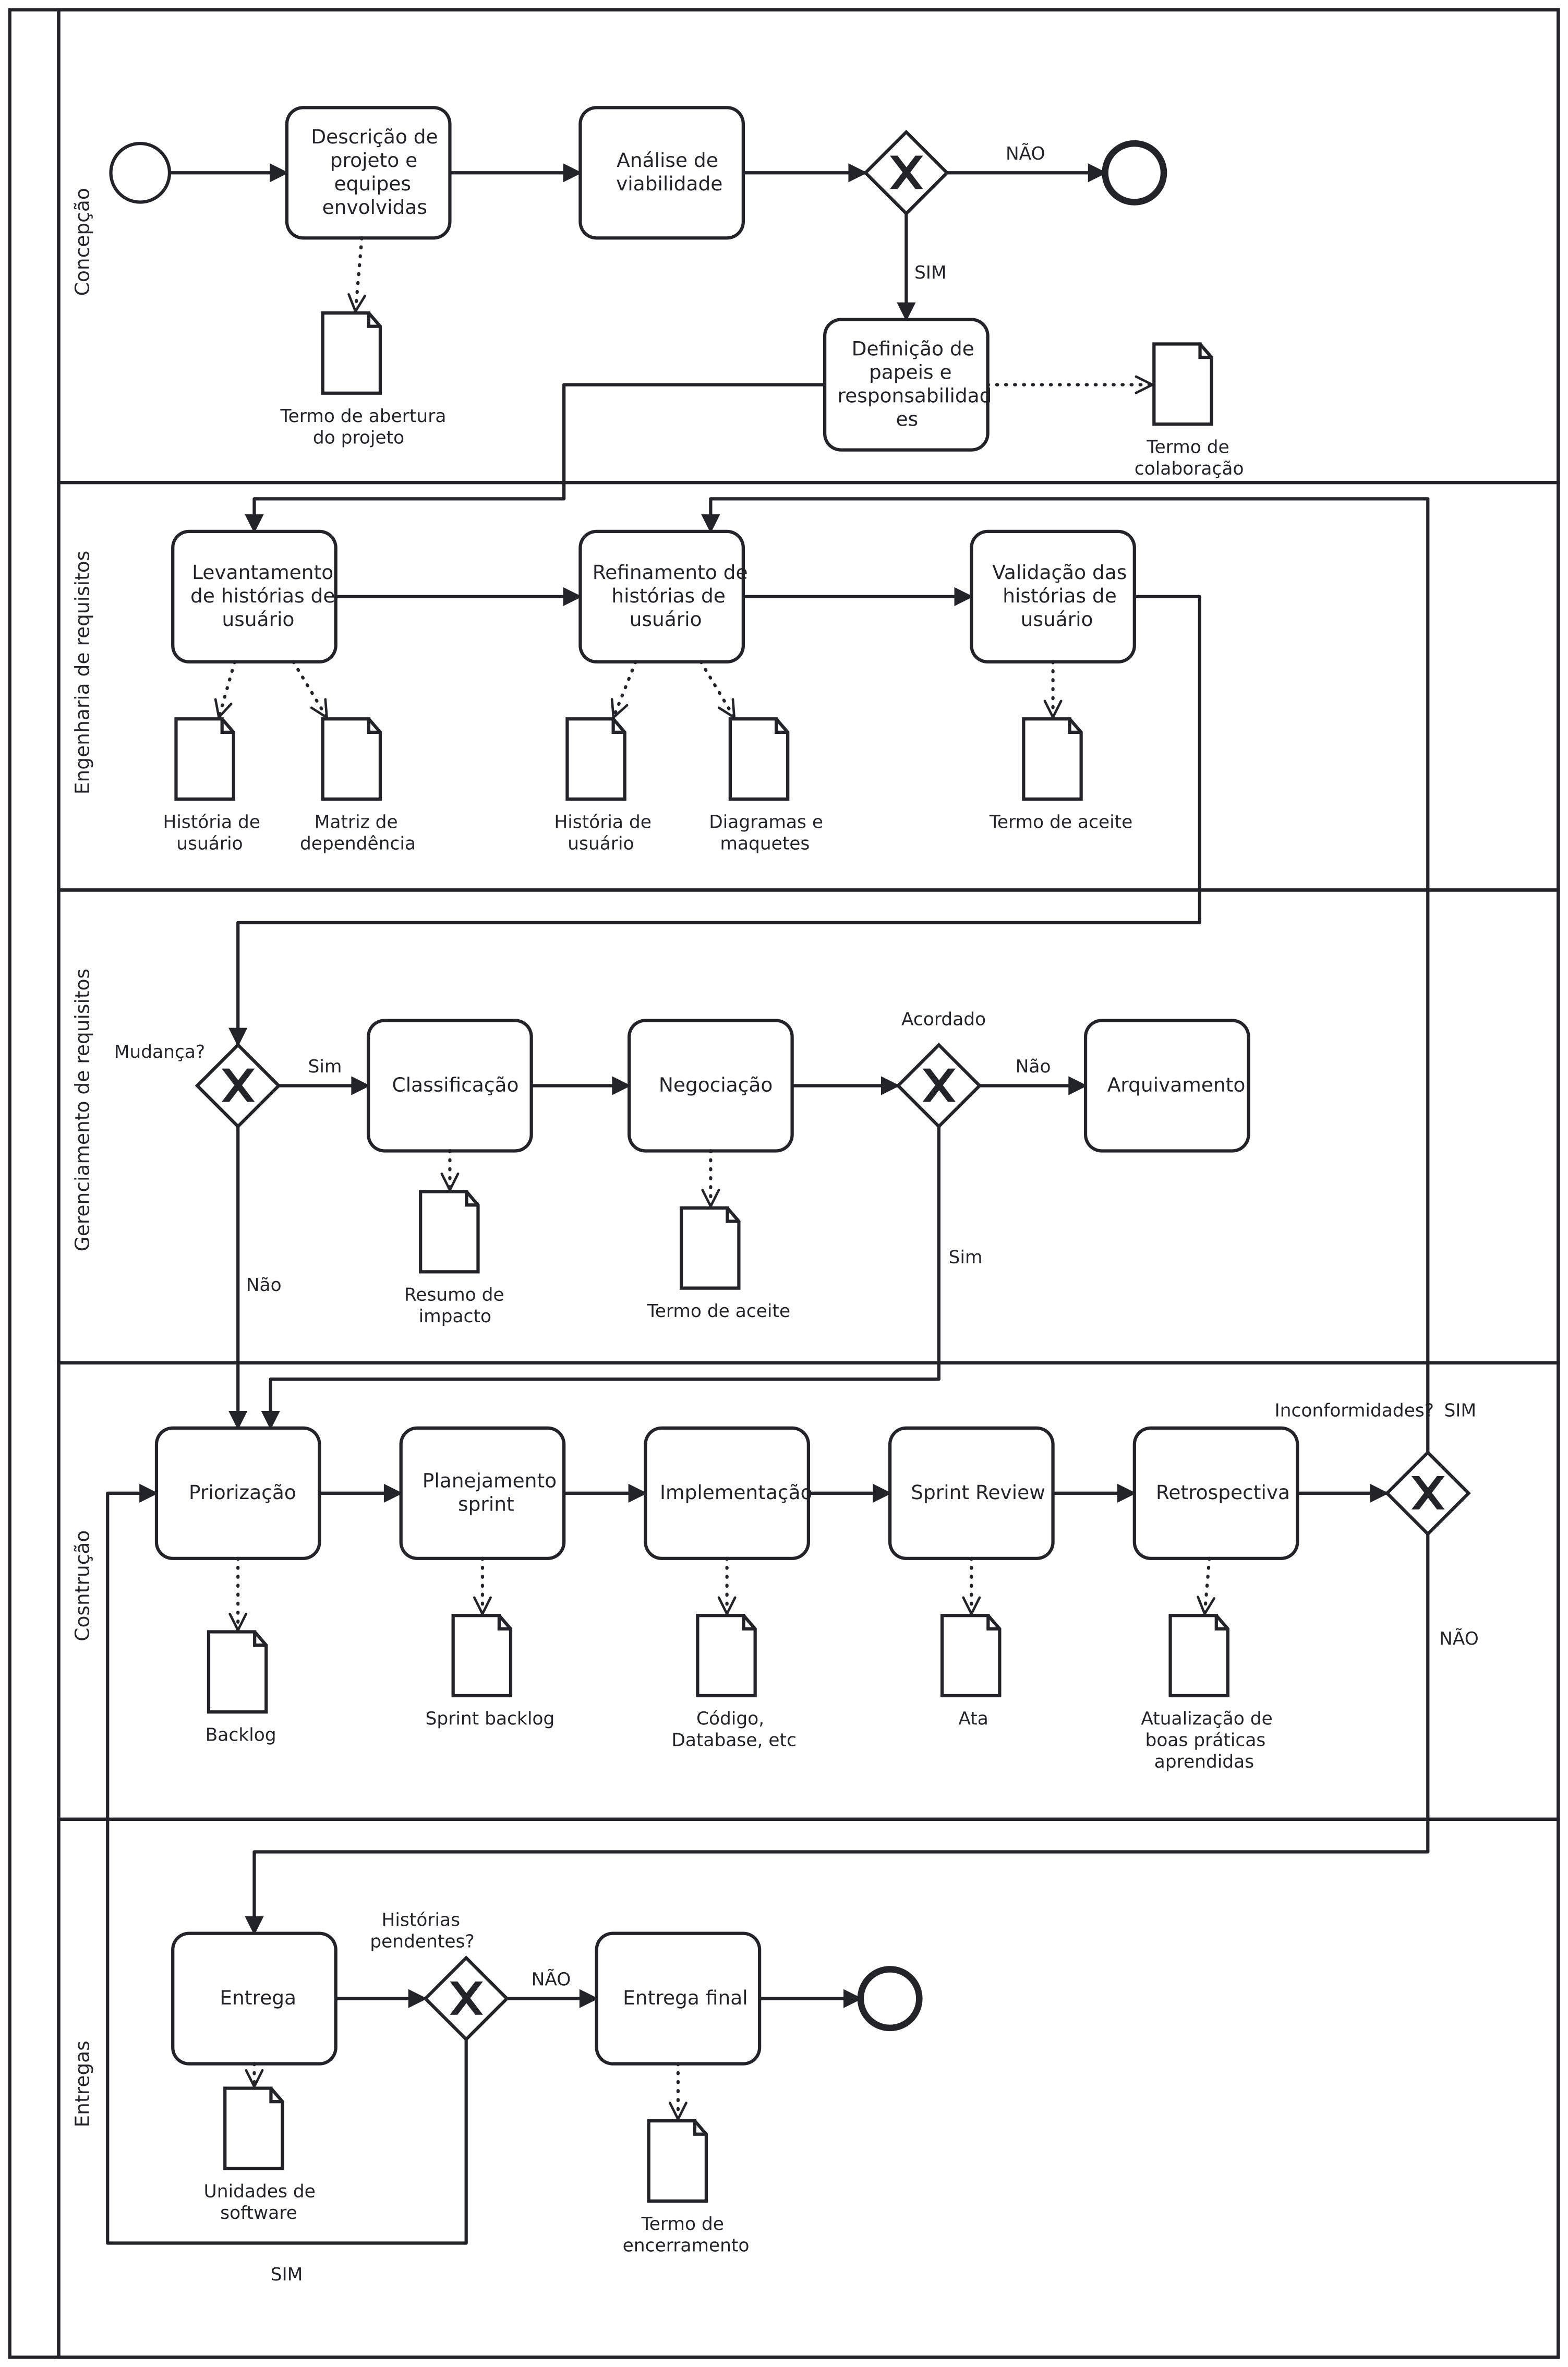 Concepção
Descrição de
projeto e
equipes
envolvidas
Análise de
viabilidade
X
NÃO
SIM
Definição de
papeis e
responsabilidad
es
Termo de abertura
do projeto
Termo de
colaboração
Engenharia de requisitos
Levantamento
de histórias de
usuário
Refinamento de
histórias de
usuário
Validação das
histórias de
usuário
História de
usuário
Matriz de
dependência
História de
usuário
Diagramas e
maquetes
Termo de aceite
Gerenciamento de requisitos
Mudança?
X
Sim
Classificação
Negociação
Acordado
X
Não
Arquivamento
Não
Resumo de
impacto
Termo de aceite
Sim
Cosntrução
Inconformidades? SIM
Priorização
Planejamento
sprint
Implementação
Sprint Review
Retrospectiva
X
NÃO
Backlog
Sprint backlog
Código,
Database, etc
Ata
Atualização de
boas práticas
aprendidas
Entregas
Entrega
Histórias
pendentes?
X
NÃO
Entrega final
Unidades de
software
Termo de
encerramento
SIM